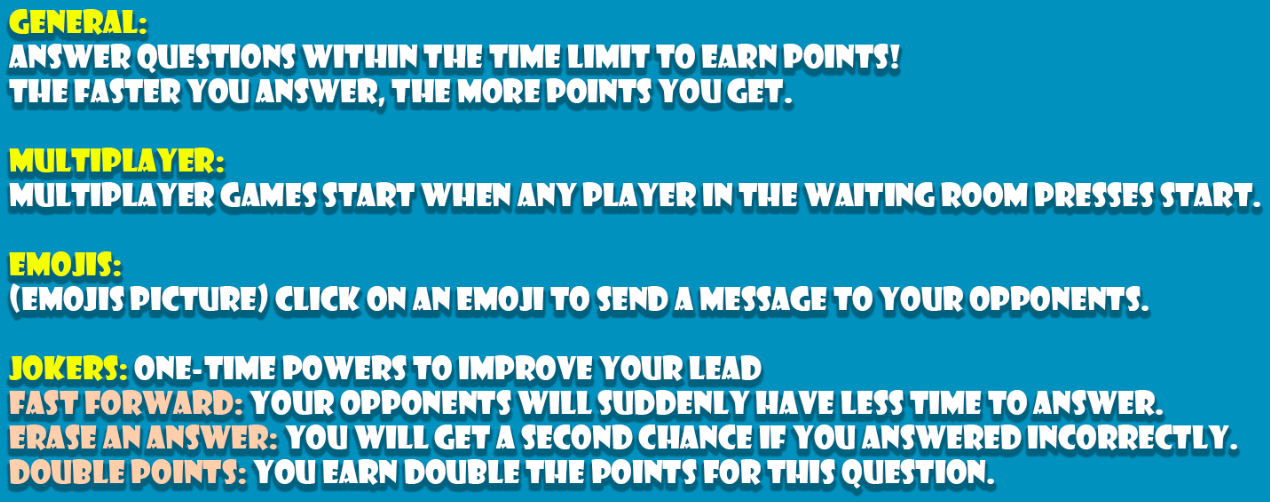 GENERAL:
ANSWER QUESTIONS WITHIN THE TIME LIMIT TO EARN POINTS!
THE FASTER YOU ANSWER, THE MORE POINTS YOU GET.
MULTIPLAYER:
MULTIPLAYER GAMES START WHEN ANY PLAYER IN THE WAITING ROOM PRESSES START.
EMOJIS:
(EMOJIS PICTURE) CLICK ON AN EMOJI TO SEND A MESSAGE TO YOUR OPPONENTS.
JOKERS: ONE-TIME POWERS TO IMPROVE YOUR LEAD
FAST FORWARD: YOUR OPPONENTS WILL SUDDENLY HAVE LESS TIME TO ANSWER.
ERASE AN ANSWER: YOU WILL GET A SECOND CHANCE IF YOU ANSWERED INCORRECTLY.
DOUBLE POINTS: YOU EARN DOUBLE THE POINTS FOR THIS QUESTION.